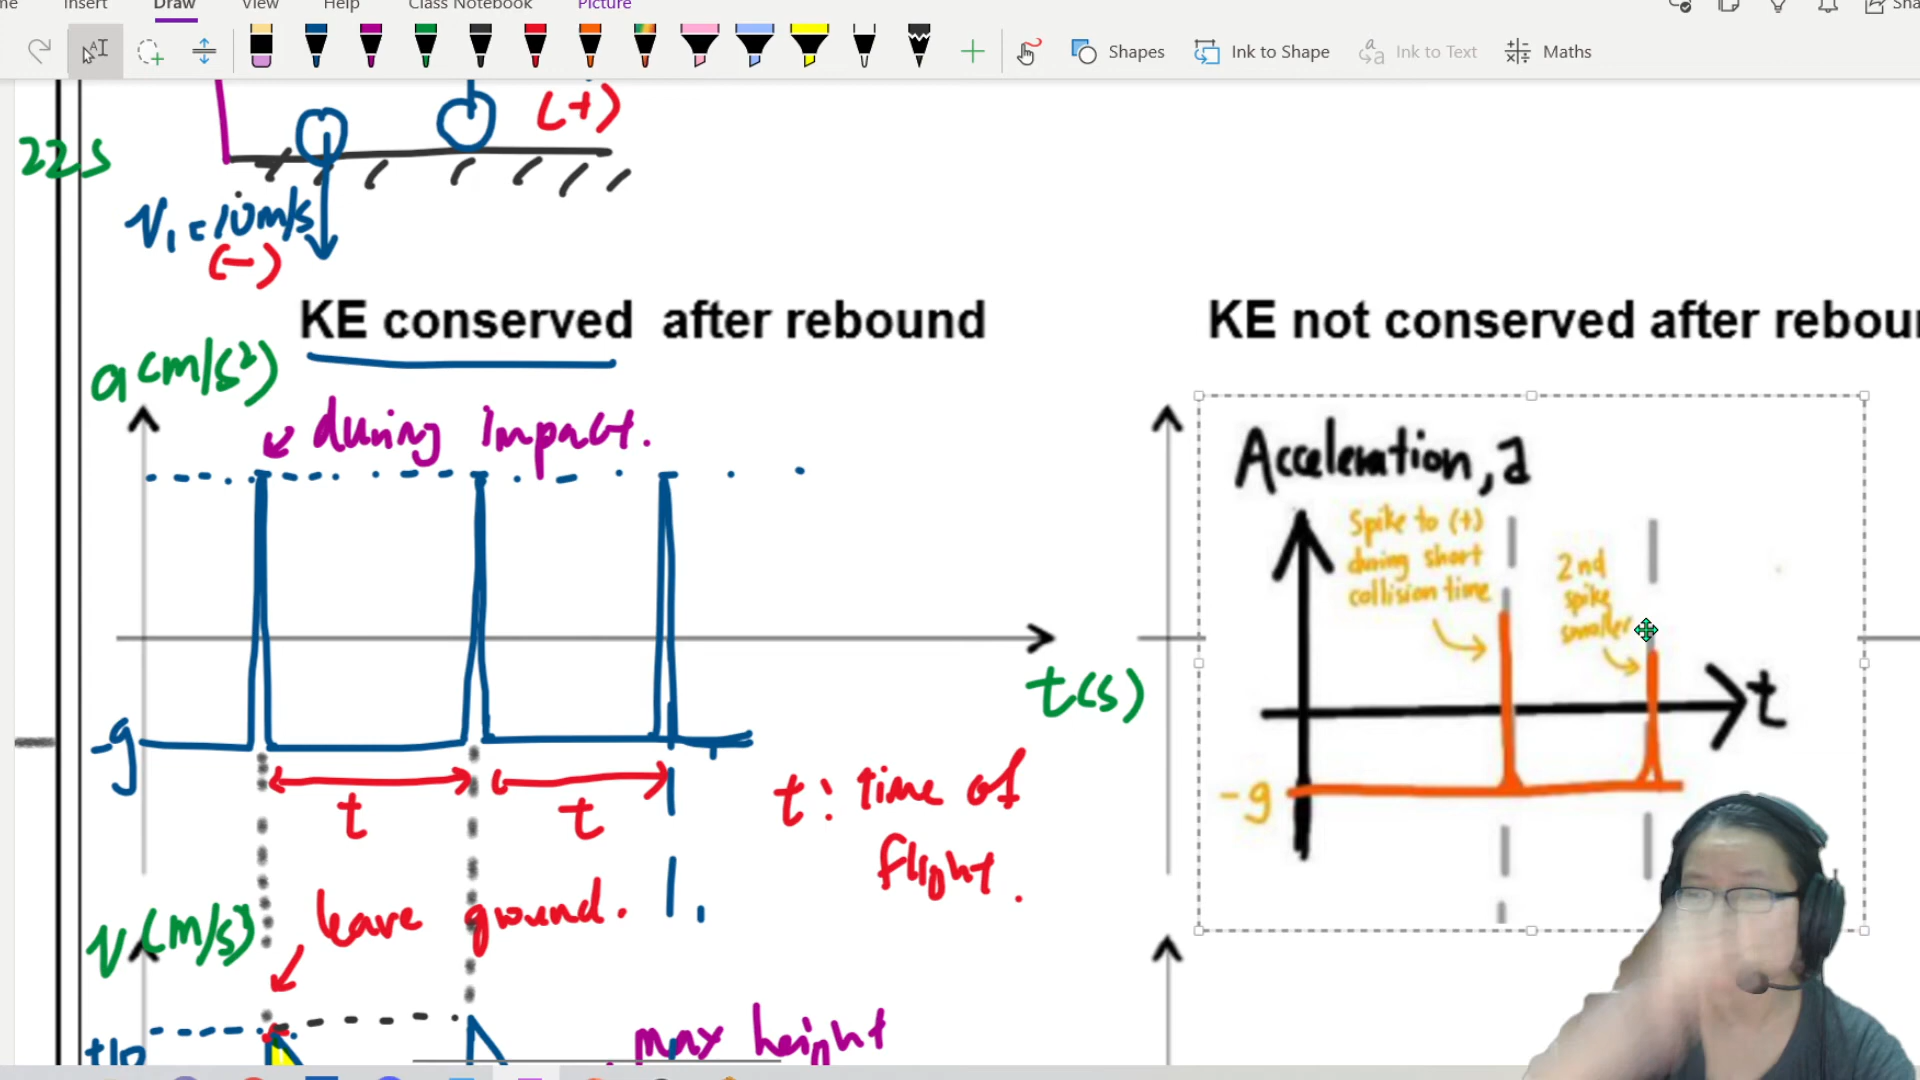 Insert Draw View Help Class Notebook Picture
Shapes Ink to Shape Ink to Text Maths
(+)
22s
V₁ = 10m/s
(-)
KE conserved after rebound
KE not conserved after rebou
a(m/s²)
during impact.
Acceleration, a
Spike to (+)
during short
collision time
2nd
spike
smaller
t
t(s)
-g
-g
t
t
t: time of
flight.
v(m/s)
leave ground.
max height
+10